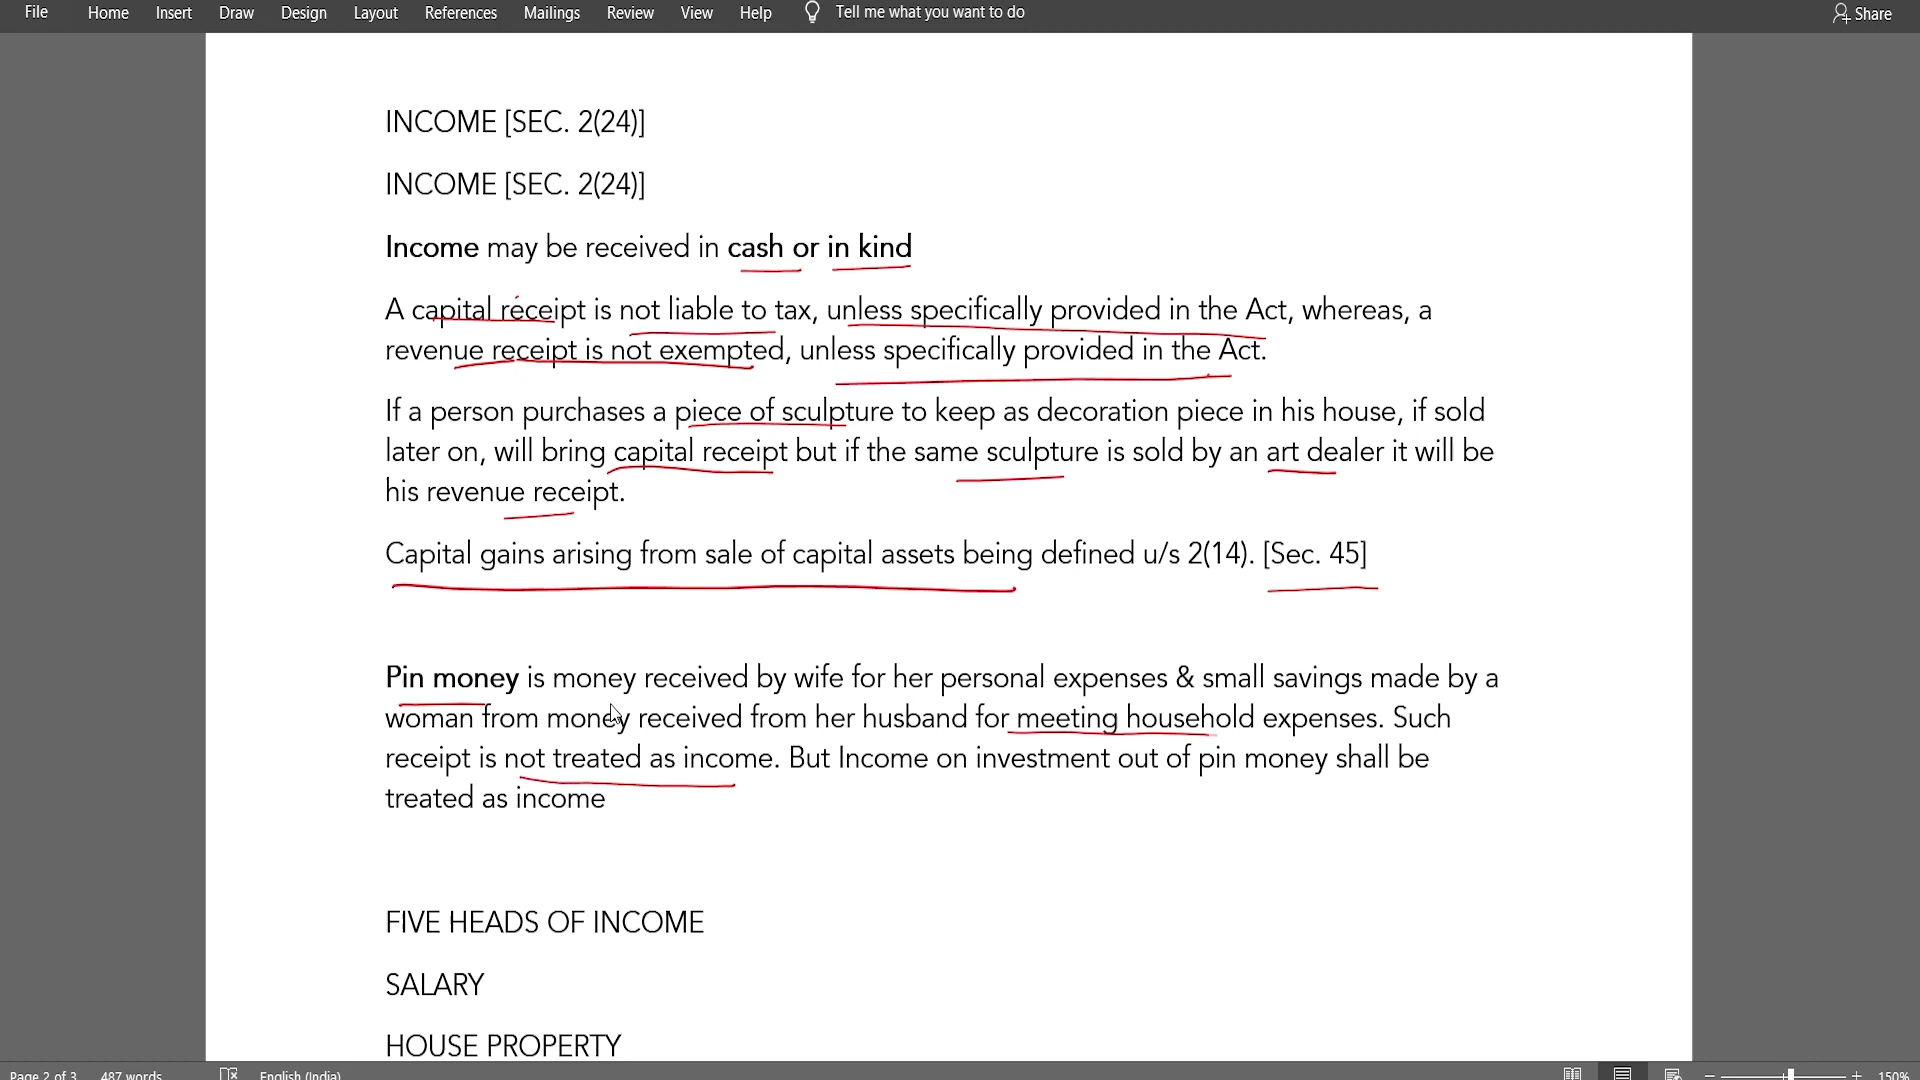 File Home Insert Draw Design Layout References Mailings Review View Help Tell me what you want to do Share
INCOME [SEC. 2(24)]
INCOME [SEC. 2(24)]
Income may be received in cash or in kind
A capital receipt is not liable to tax, unless specifically provided in the Act, whereas, a
revenue receipt is not exempted, unless specifically provided in the Act.
If a person purchases a piece of sculpture to keep as decoration piece in his house, if sold
later on, will bring capital receipt but if the same sculpture is sold by an art dealer it will be
his revenue receipt.
Capital gains arising from sale of capital assets being defined u/s 2(14). [Sec. 45]
Pin money is money received by wife for her personal expenses & small savings made by a
woman from money received from her husband for meeting household expenses. Such
receipt is not treated as income. But Income on investment out of pin money shall be
treated as income
FIVE HEADS OF INCOME
SALARY
HOUSE PROPERTY
Page 2 of 3 487 words English (India) 150%